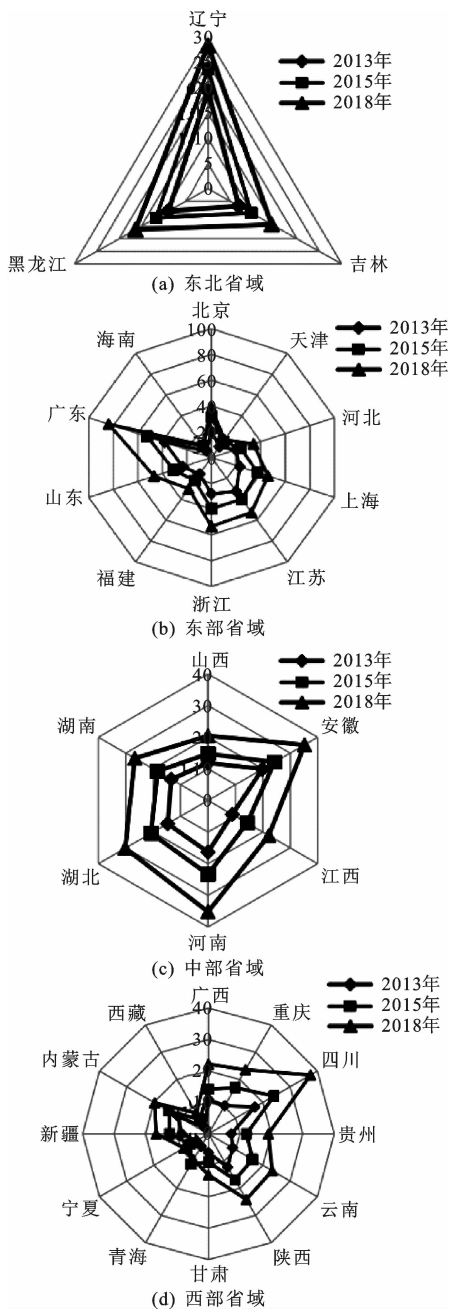 辽宁
30
2013年
2015年
2018年
10
5
0
黑龙江
吉林
(a) 东北省域
北京
100
80
60
40
海南
天津
2013年
2015年
2018年
广东
河北
山东
上海
福建
江苏
浙江
(b) 东部省域
山西
40
30
20
10
0
2013年
2015年
2018年
湖南
安徽
湖北
江西
河南
(c) 中部省域
广西
40
30
20
2013年
2015年
2018年
西藏
重庆
内蒙古
四川
新疆
贵州
宁夏
云南
青海
陕西
甘肃
(d) 西部省域